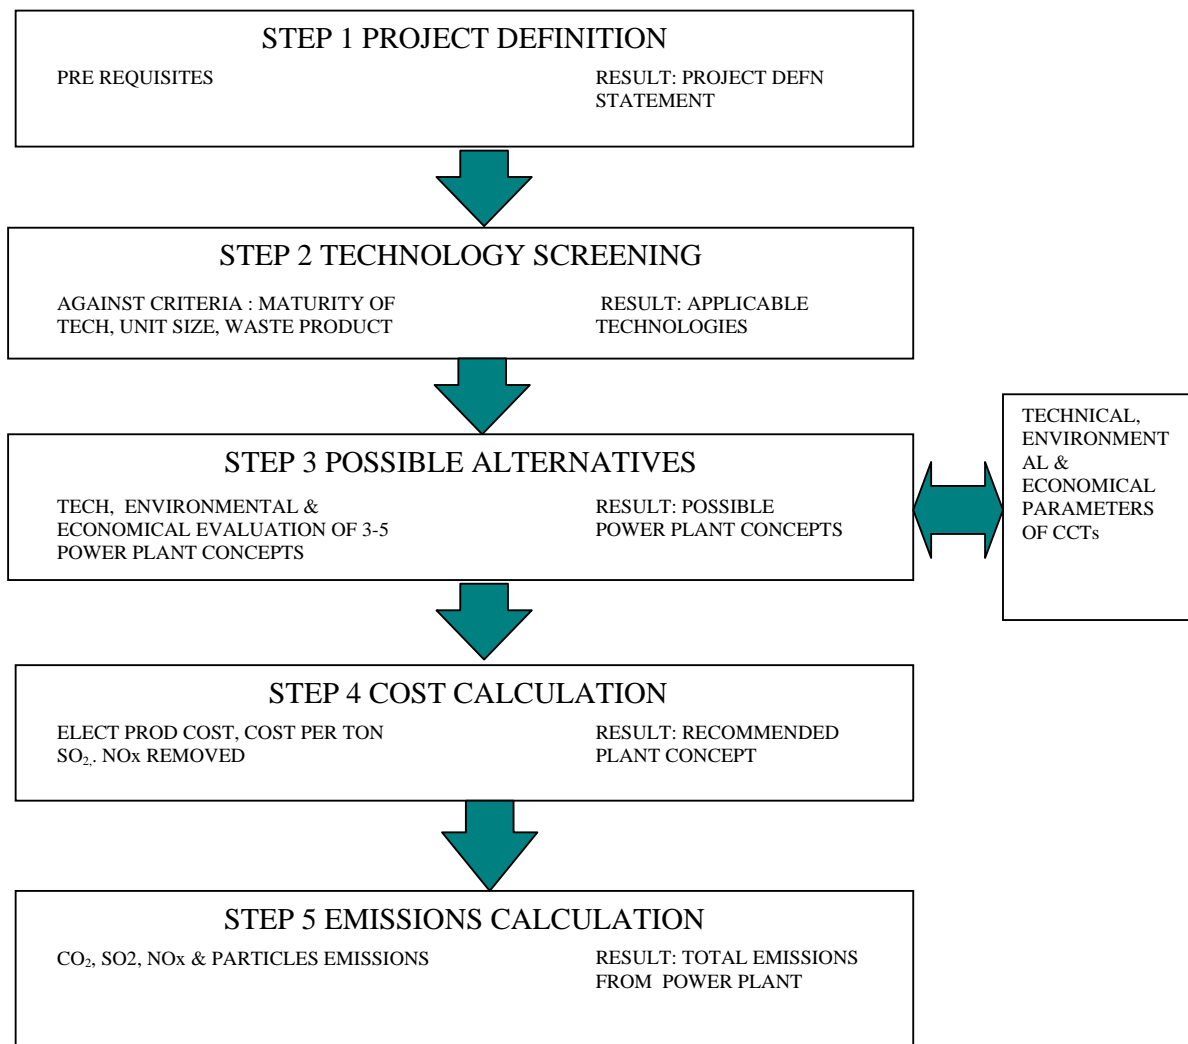 STEP 1 PROJECT DEFINITION
PRE REQUISITES
RESULT: PROJECT DEFN
STATEMENT
STEP 2 TECHNOLOGY SCREENING
AGAINST CRITERIA : MATURITY OF
TECH, UNIT SIZE, WASTE PRODUCT
RESULT: APPLICABLE
TECHNOLOGIES
STEP 3 POSSIBLE ALTERNATIVES
TECH, ENVIRONMENTAL &
ECONOMICAL EVALUATION OF 3-5
POWER PLANT CONCEPTS
RESULT: POSSIBLE
POWER PLANT CONCEPTS
TECHNICAL,
ENVIRONMENT
AL &
ECONOMICAL
PARAMETERS
OF CCTs
STEP 4 COST CALCULATION
ELECT PROD COST, COST PER TON
SO₂,. NOx REMOVED
RESULT: RECOMMENDED
PLANT CONCEPT
STEP 5 EMISSIONS CALCULATION
CO₂, SO2, NOx & PARTICLES EMISSIONS
RESULT: TOTAL EMISSIONS
FROM POWER PLANT